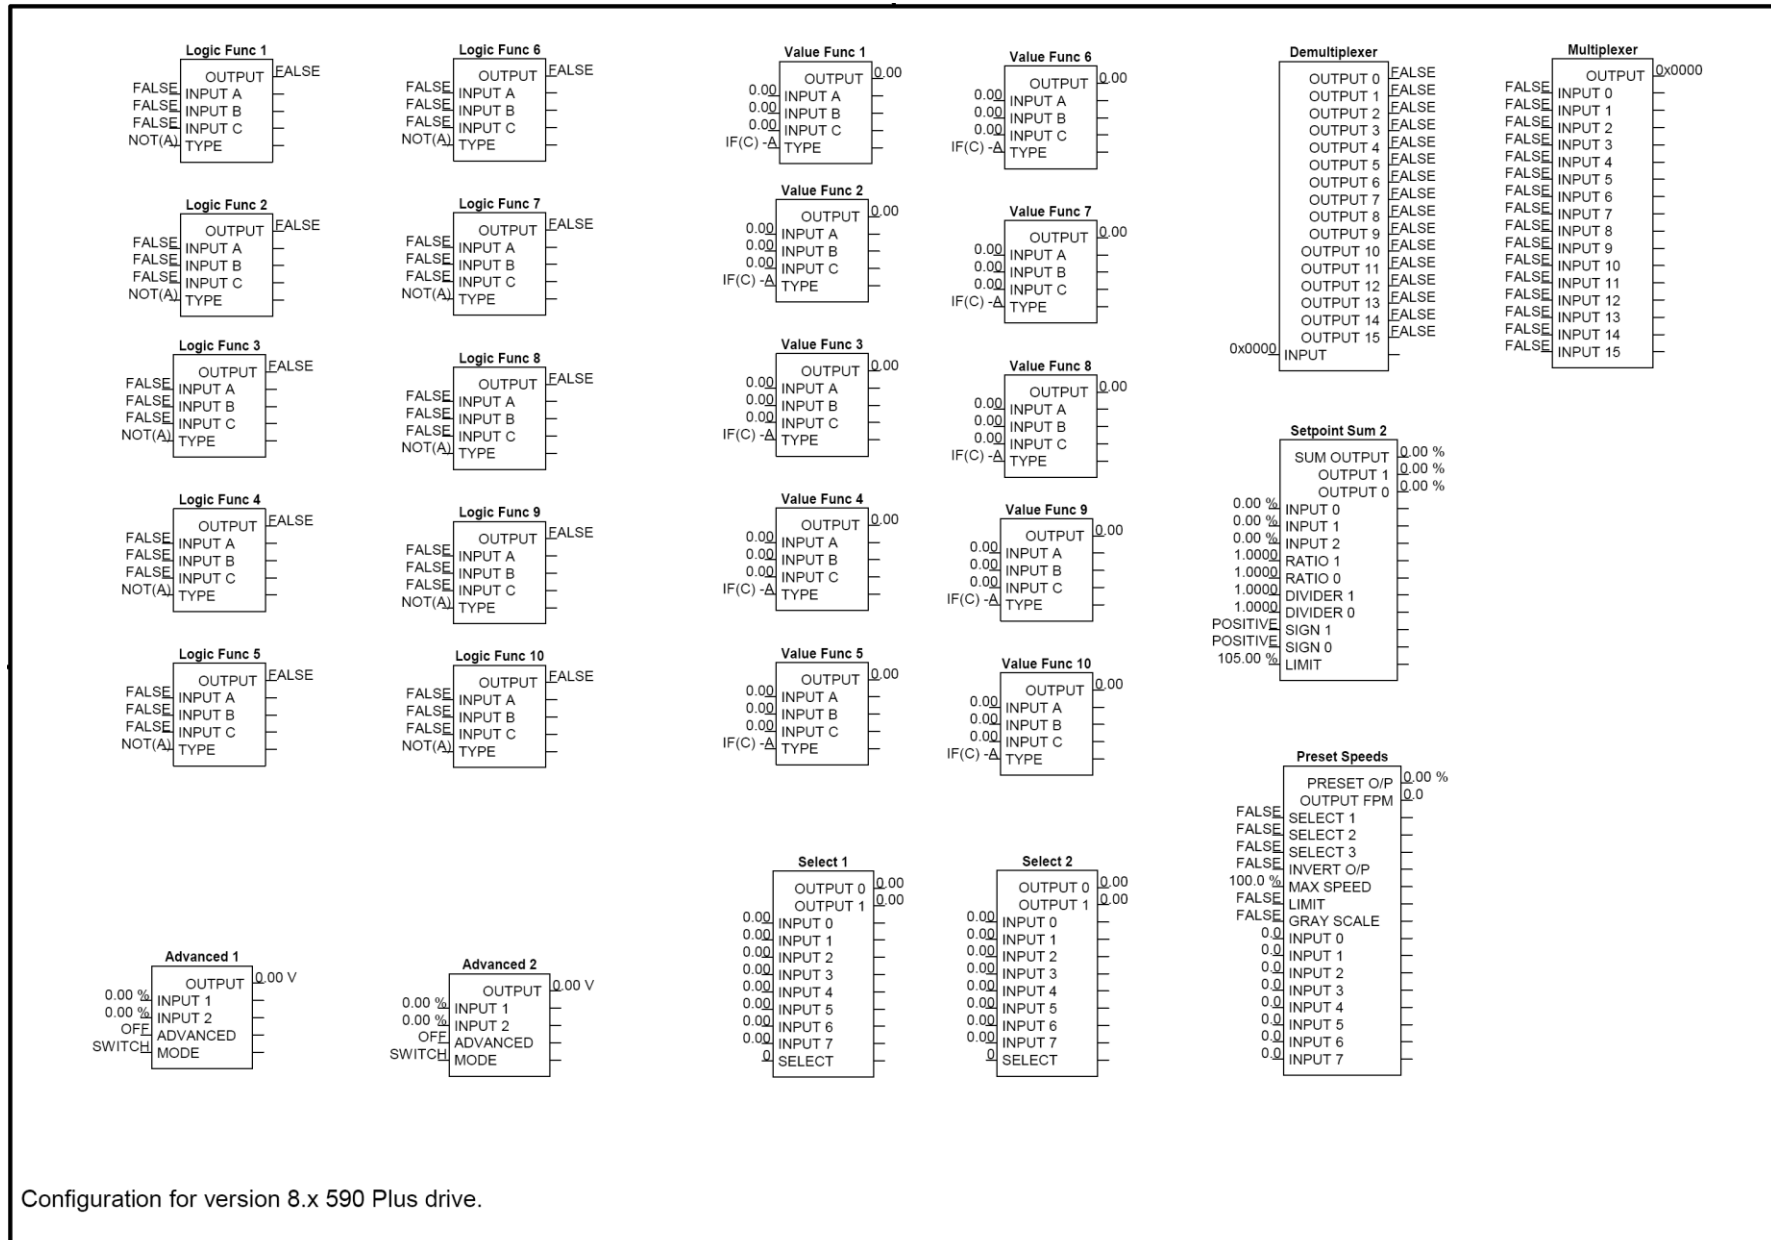 Logic Func 1
OUTPUT FALSE
FALSE INPUT A
FALSE INPUT B
FALSE INPUT C
NOT(A) TYPE
Logic Func 2
OUTPUT FALSE
FALSE INPUT A
FALSE INPUT B
FALSE INPUT C
NOT(A) TYPE
Logic Func 3
OUTPUT FALSE
FALSE INPUT A
FALSE INPUT B
FALSE INPUT C
NOT(A) TYPE
Logic Func 4
OUTPUT FALSE
FALSE INPUT A
FALSE INPUT B
FALSE INPUT C
NOT(A) TYPE
Logic Func 5
OUTPUT FALSE
FALSE INPUT A
FALSE INPUT B
FALSE INPUT C
NOT(A) TYPE
Advanced 1
OUTPUT 0.00 V
0.00 % INPUT 1
0.00 % INPUT 2
OFF ADVANCED
SWITCH MODE
Logic Func 6
OUTPUT FALSE
FALSE INPUT A
FALSE INPUT B
FALSE INPUT C
NOT(A) TYPE
Logic Func 7
OUTPUT FALSE
FALSE INPUT A
FALSE INPUT B
FALSE INPUT C
NOT(A) TYPE
Logic Func 8
OUTPUT FALSE
FALSE INPUT A
FALSE INPUT B
FALSE INPUT C
NOT(A) TYPE
Logic Func 9
OUTPUT FALSE
FALSE INPUT A
FALSE INPUT B
FALSE INPUT C
NOT(A) TYPE
Logic Func 10
OUTPUT FALSE
FALSE INPUT A
FALSE INPUT B
FALSE INPUT C
NOT(A) TYPE
Advanced 2
OUTPUT 0.00 V
0.00 % INPUT 1
0.00 % INPUT 2
OFF ADVANCED
SWITCH MODE
Value Func 1
OUTPUT 0.00
0.00 INPUT A
0.00 INPUT B
0.00 INPUT C
IF(C) -A TYPE
Value Func 2
OUTPUT 0.00
0.00 INPUT A
0.00 INPUT B
0.00 INPUT C
IF(C) -A TYPE
Value Func 3
OUTPUT 0.00
0.00 INPUT A
0.00 INPUT B
0.00 INPUT C
IF(C) -A TYPE
Value Func 4
OUTPUT 0.00
0.00 INPUT A
0.00 INPUT B
0.00 INPUT C
IF(C) -A TYPE
Value Func 5
OUTPUT 0.00
0.00 INPUT A
0.00 INPUT B
0.00 INPUT C
IF(C) -A TYPE
Select 1
OUTPUT 0 0.00
OUTPUT 1 0.00
0.00 INPUT 0
0.00 INPUT 1
0.00 INPUT 2
0.00 INPUT 3
0.00 INPUT 4
0.00 INPUT 5
0.00 INPUT 6
0.00 INPUT 7
0 SELECT
Value Func 6
OUTPUT 0.00
0.00 INPUT A
0.00 INPUT B
0.00 INPUT C
IF(C) -A TYPE
Value Func 7
OUTPUT 0.00
0.00 INPUT A
0.00 INPUT B
0.00 INPUT C
IF(C) -A TYPE
Value Func 8
OUTPUT 0.00
0.00 INPUT A
0.00 INPUT B
0.00 INPUT C
IF(C) -A TYPE
Value Func 9
OUTPUT 0.00
0.00 INPUT A
0.00 INPUT B
0.00 INPUT C
IF(C) -A TYPE
Value Func 10
OUTPUT 0.00
0.00 INPUT A
0.00 INPUT B
0.00 INPUT C
IF(C) -A TYPE
Select 2
OUTPUT 0 0.00
OUTPUT 1 0.00
0.00 INPUT 0
0.00 INPUT 1
0.00 INPUT 2
0.00 INPUT 3
0.00 INPUT 4
0.00 INPUT 5
0.00 INPUT 6
0.00 INPUT 7
0 SELECT
Demultiplexer
OUTPUT 0 FALSE
OUTPUT 1 FALSE
OUTPUT 2 FALSE
OUTPUT 3 FALSE
OUTPUT 4 FALSE
OUTPUT 5 FALSE
OUTPUT 6 FALSE
OUTPUT 7 FALSE
OUTPUT 8 FALSE
OUTPUT 9 FALSE
OUTPUT 10 FALSE
OUTPUT 11 FALSE
OUTPUT 12 FALSE
OUTPUT 13 FALSE
OUTPUT 14 FALSE
OUTPUT 15 FALSE
0x0000 INPUT
Setpoint Sum 2
SUM OUTPUT 0.00 %
OUTPUT 1 0.00 %
OUTPUT 0 0.00 %
0.00 % INPUT 0
0.00 % INPUT 1
0.00 % INPUT 2
1.0000 RATIO 1
1.0000 RATIO 0
1.0000 DIVIDER 1
1.0000 DIVIDER 0
POSITIVE SIGN 1
POSITIVE SIGN 0
105.00 % LIMIT
Preset Speeds
PRESET O/P 0.00 %
OUTPUT FPM 0.0
FALSE SELECT 1
FALSE SELECT 2
FALSE SELECT 3
FALSE INVERT O/P
100.0 % MAX SPEED
FALSE LIMIT
FALSE GRAY SCALE
0.0 INPUT 0
0.0 INPUT 1
0.0 INPUT 2
0.0 INPUT 3
0.0 INPUT 4
0.0 INPUT 5
0.0 INPUT 6
0.0 INPUT 7
Multiplexer
OUTPUT 0x0000
FALSE INPUT 0
FALSE INPUT 1
FALSE INPUT 2
FALSE INPUT 3
FALSE INPUT 4
FALSE INPUT 5
FALSE INPUT 6
FALSE INPUT 7
FALSE INPUT 8
FALSE INPUT 9
FALSE INPUT 10
FALSE INPUT 11
FALSE INPUT 12
FALSE INPUT 13
FALSE INPUT 14
FALSE INPUT 15
Configuration for version 8.x 590 Plus drive.